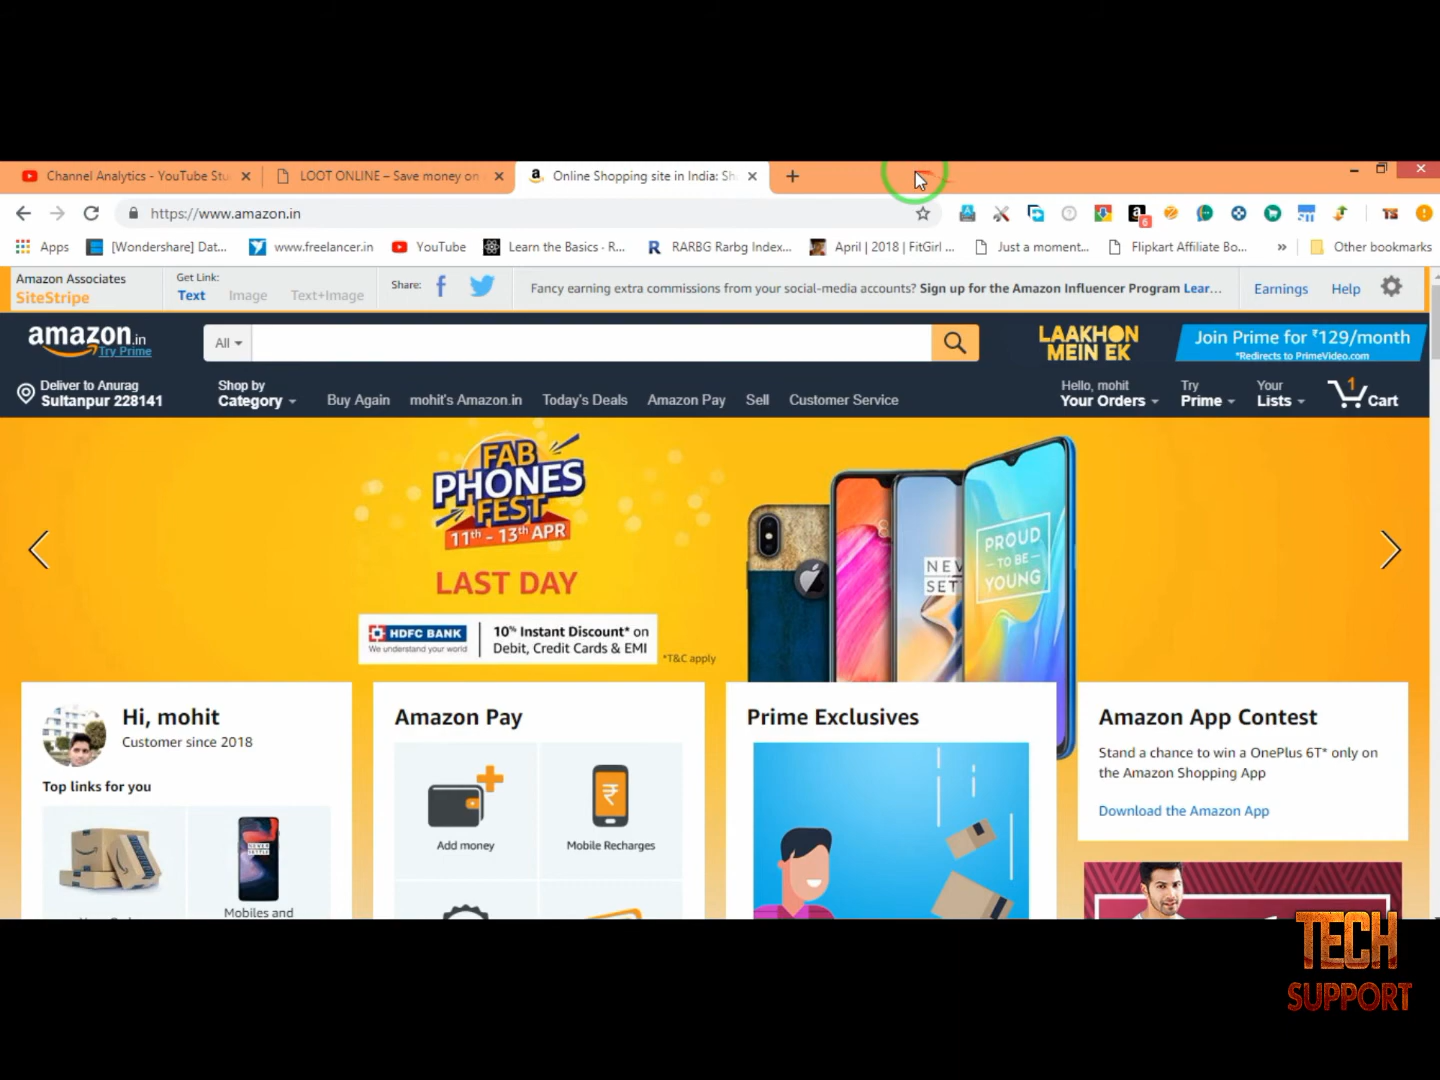 Channel Analytics - YouTube Stu
LOOT ONLINE – Save money on
Online Shopping site in India: Sh
https://www.amazon.in
6
TS
Apps
[Wondershare] Dat...
www.freelancer.in
YouTube
Learn the Basics - R...
RARBG Rarbg Index...
April | 2018 | FitGirl ...
Just a moment...
Flipkart Affiliate Bo...
»
Other bookmarks
Amazon Associates
SiteStripe
Get Link:
Text
Image
Text+Image
Share:
Fancy earning extra commissions from your social-media accounts? Sign up for the Amazon Influencer Program Lear...
Earnings
Help
amazon.in
Try Prime
All
LAAKHON
MEIN EK
Join Prime for ₹129/month
*Redirects to PrimeVideo.com
Deliver to Anurag
Sultanpur 228141
Shop by
Category
Buy Again
mohit's Amazon.in
Today's Deals
Amazon Pay
Sell
Customer Service
Hello, mohit
Your Orders
Try
Prime
Your
Lists
1
Cart
FAB
PHONES
FEST
11th - 13th APR
LAST DAY
HDFC BANK
We understand your world
10% Instant Discount* on
Debit, Credit Cards & EMI
*T&C apply
PROUD
TO BE
YOUNG
Hi, mohit
Customer since 2018
Top links for you
Mobiles and
Amazon Pay
Add money
Mobile Recharges
Prime Exclusives
Amazon App Contest
Stand a chance to win a OnePlus 6T* only on
the Amazon Shopping App
Download the Amazon App
TECH
SUPPORT